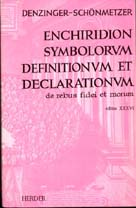 DENZINGER-SCHÖNMETZER
ENCHIRIDION
SYMBOLORVM
DEFINITIONVM ET
DECLARATIONVM
de rebus fidei et morum
editio XXXVI
HERDER